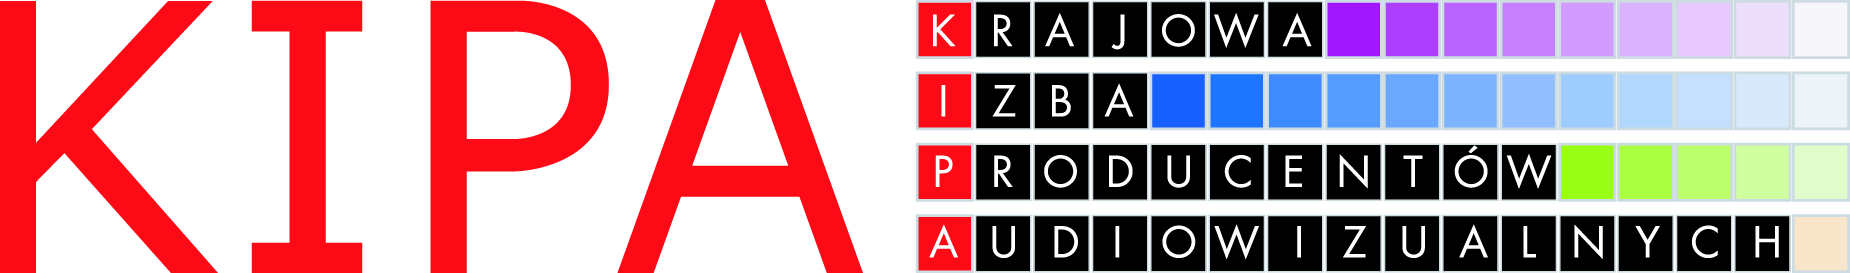 KIPA
KRAJOWA
IZBA
PRODUCENTÓW
AUDIOWIZUALNYCH